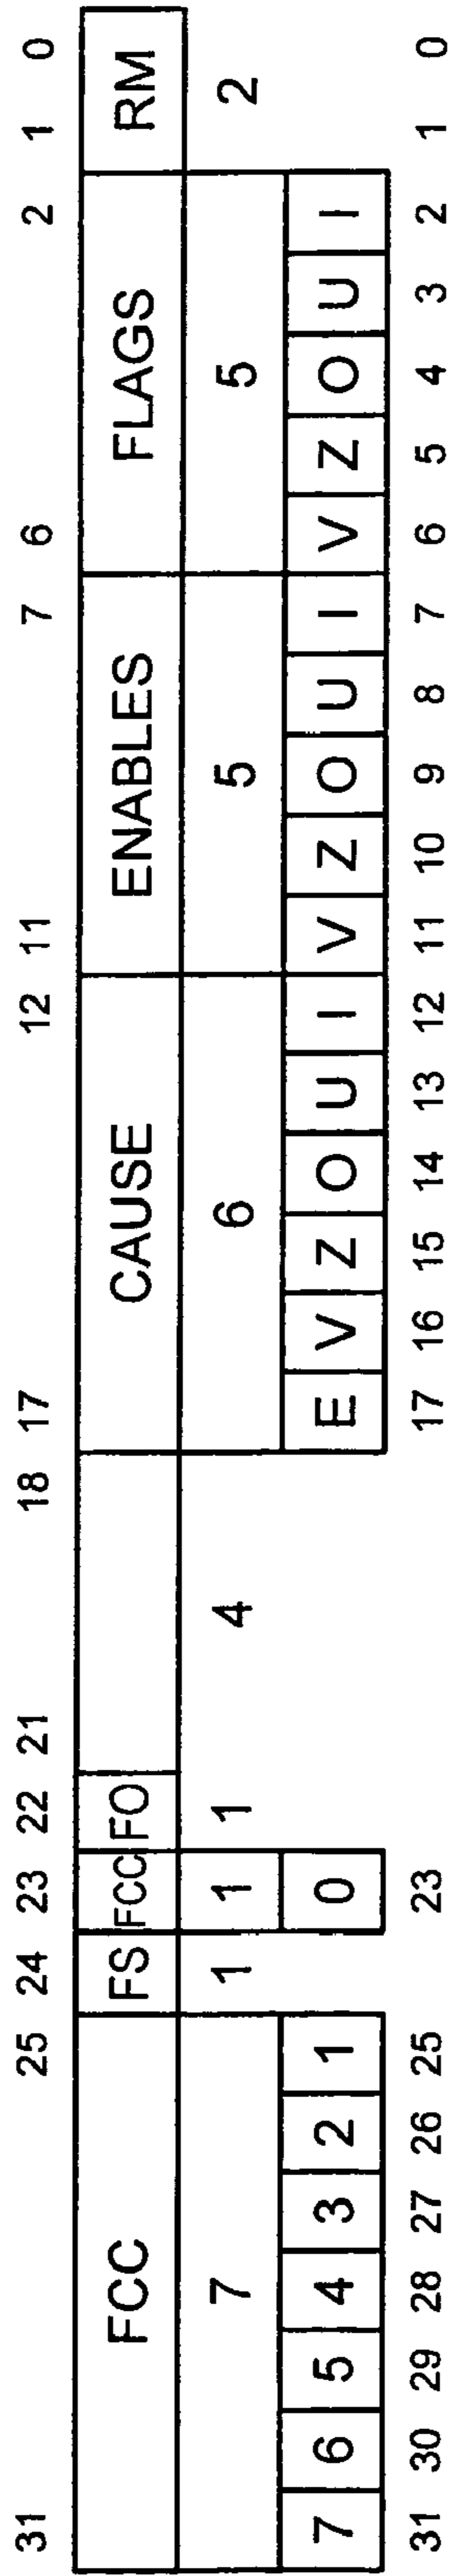 31 25 24 23 22 21 18 17 12 11 7 6 2 1 0
FCC FS FCC FO CAUSE ENABLES FLAGS RM
7 1 1 1 4 6 5 5 2
7 6 5 4 3 2 1 0 E V Z O U I V Z O U I V Z O U I
31 30 29 28 27 26 25 23 17 16 15 14 13 12 11 10 9 8 7 6 5 4 3 2 1 0